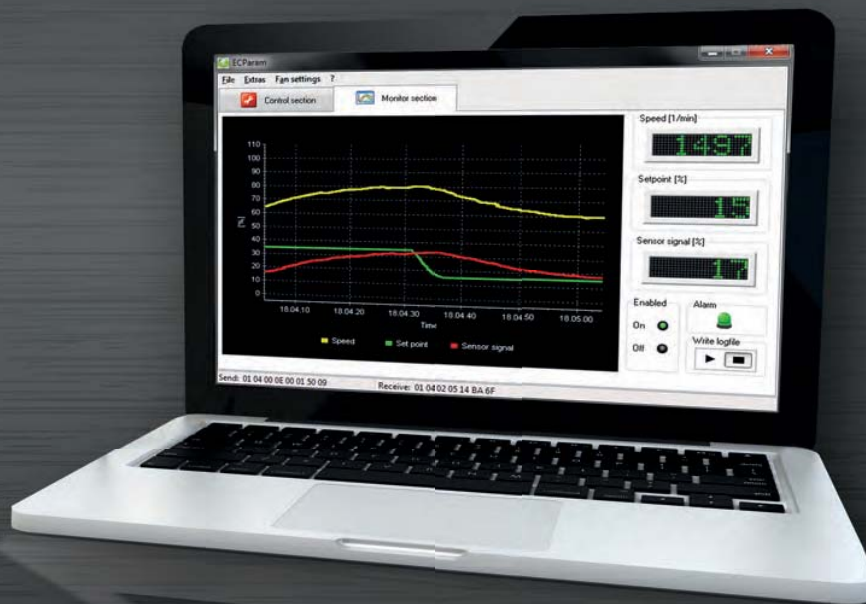 ECParam
File Extras Fan settings ?
Control section Monitor section
Speed [1/min]
1497
Setpoint [%]
15
Sensor signal [%]
17
Enabled
On
Off
Alarm
Write logfile
110
100
90
80
70
60
50
40
30
20
10
0
[%]
18.04.10 18.04.20 18.04.30 18.04.40 18.04.50 18.05.00
Time
Speed Set point Sensor signal
Send: 01 04 00 0E 00 01 50 09 Receive: 01 04 02 05 14 BA 6F